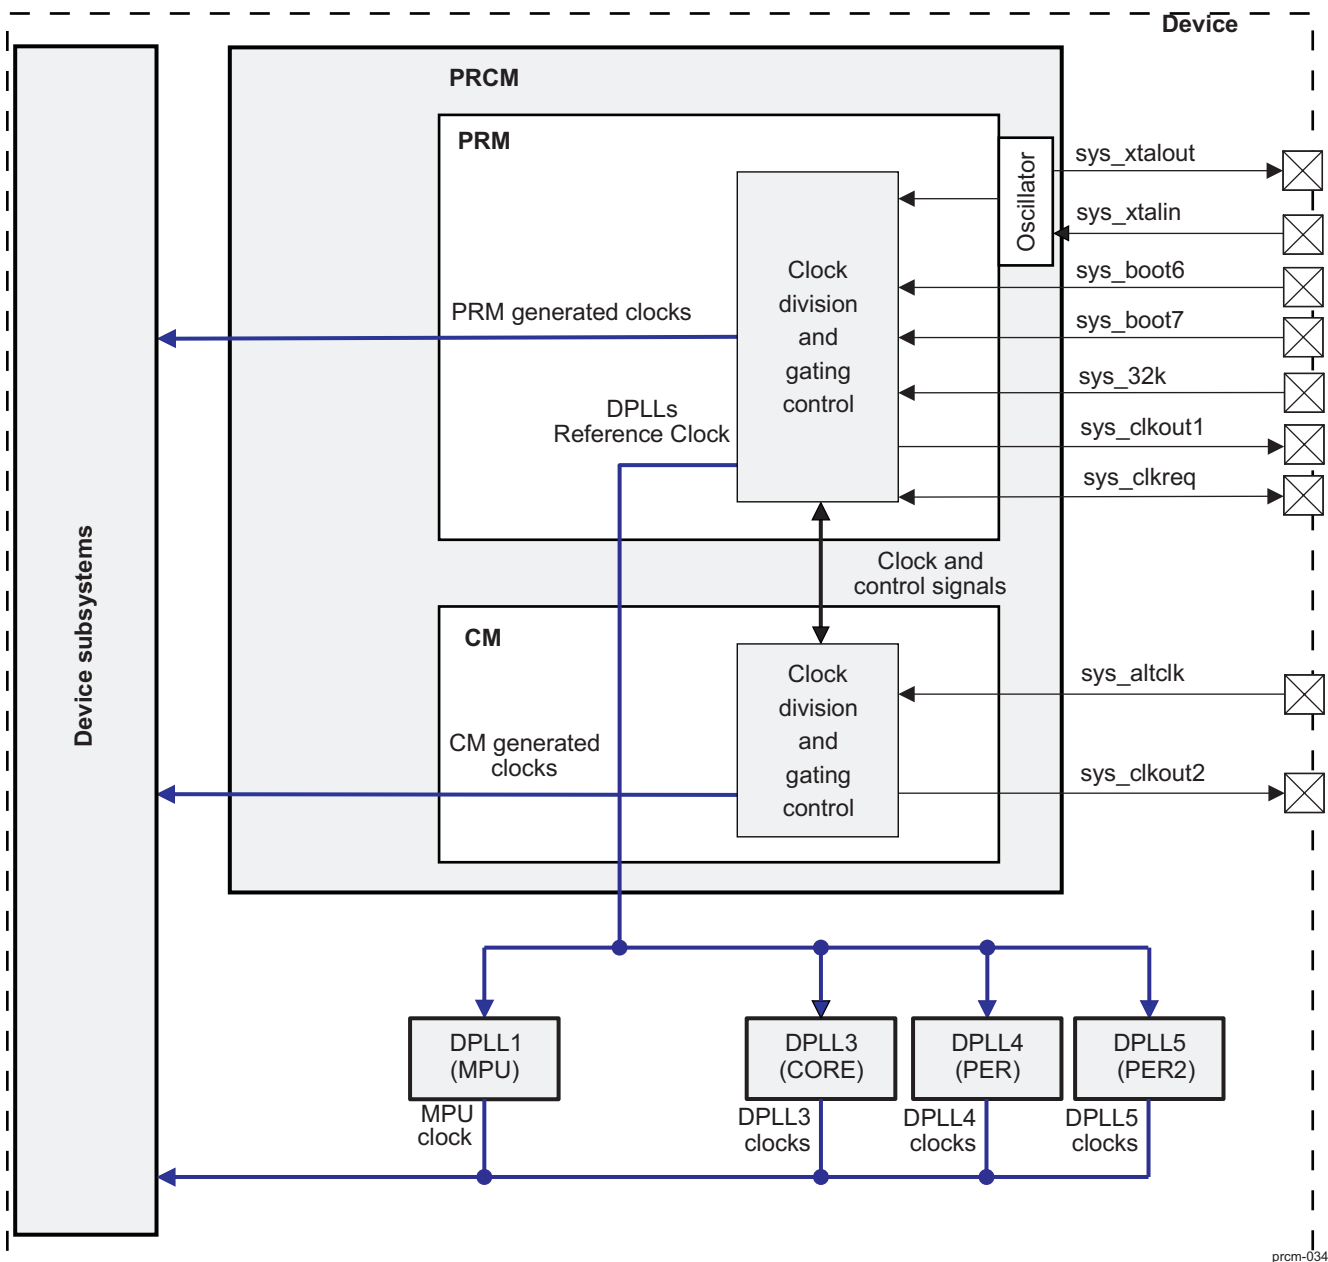 Device
PRCM
PRM
Oscillator
sys_xtalout
sys_xtalin
sys_boot6
sys_boot7
sys_32k
sys_clkout1
sys_clkreq
Clock
division
and
gating
control
PRM generated clocks
DPLLs
Reference Clock
Clock and
control signals
Device subsystems
CM
Clock
division
and
gating
control
CM generated
clocks
sys_altclk
sys_clkout2
DPLL1
(MPU)
DPLL3
(CORE)
DPLL4
(PER)
DPLL5
(PER2)
MPU
clock
DPLL3
clocks
DPLL4
clocks
DPLL5
clocks
prcm-034